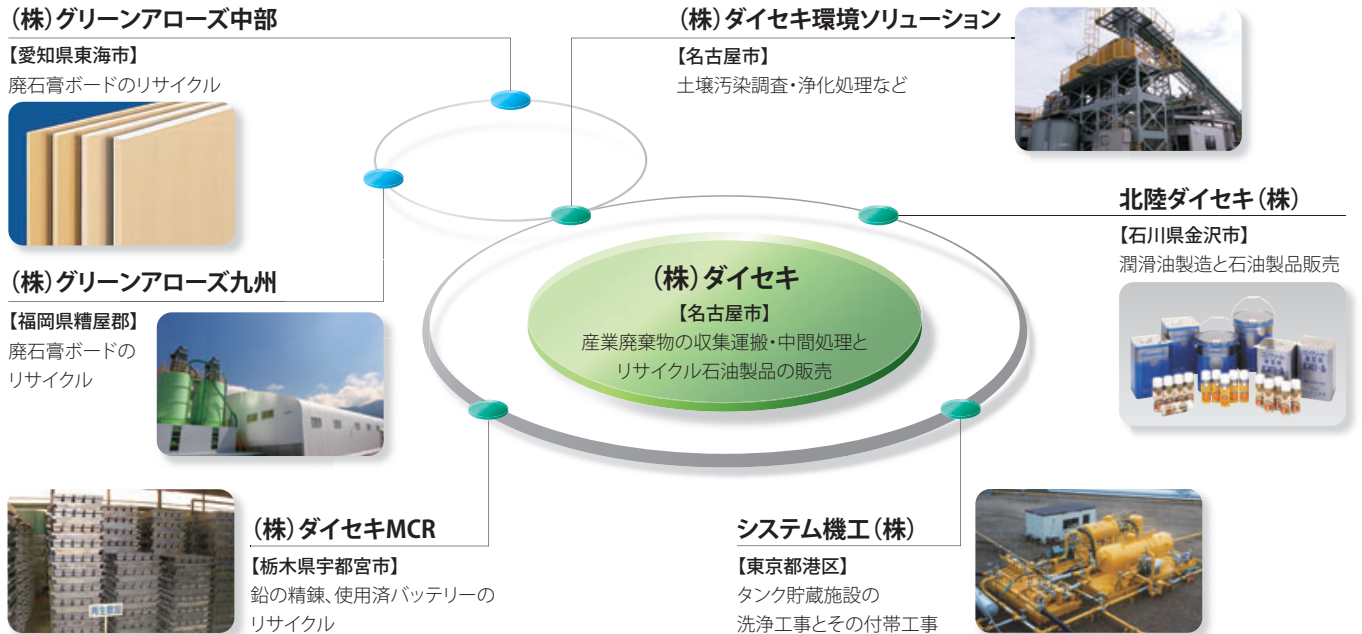 (株)グリーンアローズ中部
【愛知県東海市】
廃石膏ボードのリサイクル
(株)ダイセキ環境ソリューション
【名古屋市】
土壌汚染調査・浄化処理など
北陸ダイセキ(株)
【石川県金沢市】
潤滑油製造と石油製品販売
(株)ダイセキ
【名古屋市】
産業廃棄物の収集運搬・中間処理と
リサイクル石油製品の販売
(株)グリーンアローズ九州
【福岡県糟屋郡】
廃石膏ボードの
リサイクル
(株)ダイセキMCR
【栃木県宇都宮市】
鉛の精錬、使用済バッテリーの
リサイクル
システム機工(株)
【東京都港区】
タンク貯蔵施設の
洗浄工事とその付帯工事